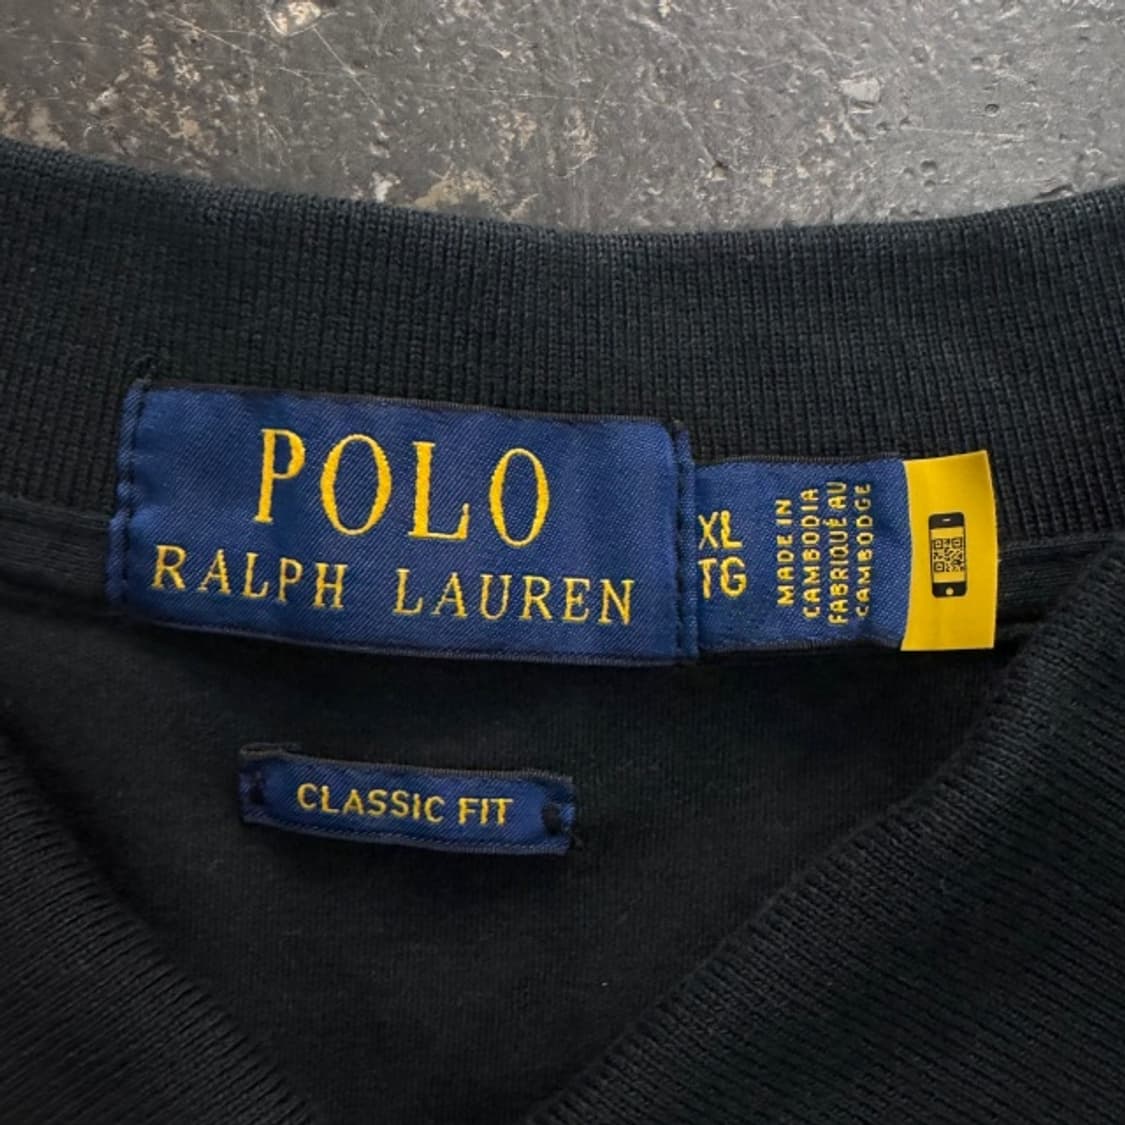 POLO
RALPH LAUREN
XL
TG
MADE IN
CAMBODIA
FABRIQUÉ AU
CAMBODGE
CLASSIC FIT